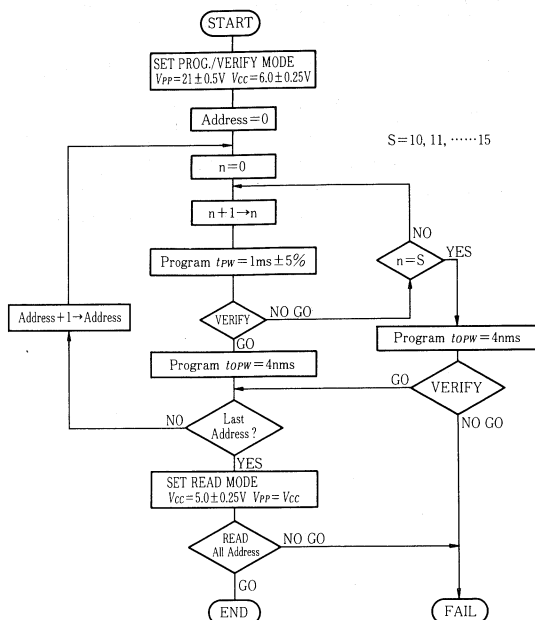 START
SET PROG./VERIFY MODE
VPP=21±0.5V VCC=6.0±0.25V
Address=0
S=10, 11, ……15
n=0
n+1→n
NO
YES
n=S
Program tPW=1ms±5%
Address+1→Address
VERIFY
NO GO
GO
Program tOPW=4nms
Program tOPW=4nms
GO
VERIFY
NO GO
NO
Last
Address?
YES
SET READ MODE
VCC=5.0±0.25V VPP=VCC
READ
All Address
NO GO
GO
END
FAIL